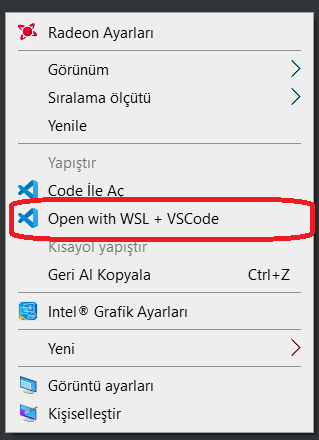 Radeon Ayarları
Görünüm
Sıralama ölçütü
Yenile
Yapıştır
Code İle Aç
Open with WSL + VSCode
Kısayol yapıştır
Geri Al Kopyala Ctrl+Z
Intel® Grafik Ayarları
Yeni
Görüntü ayarları
Kişiselleştir